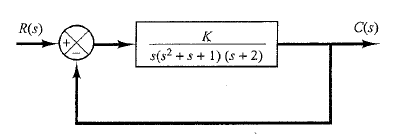 R(s)
C(s)
+
−
K
s(s² + s + 1) (s + 2)